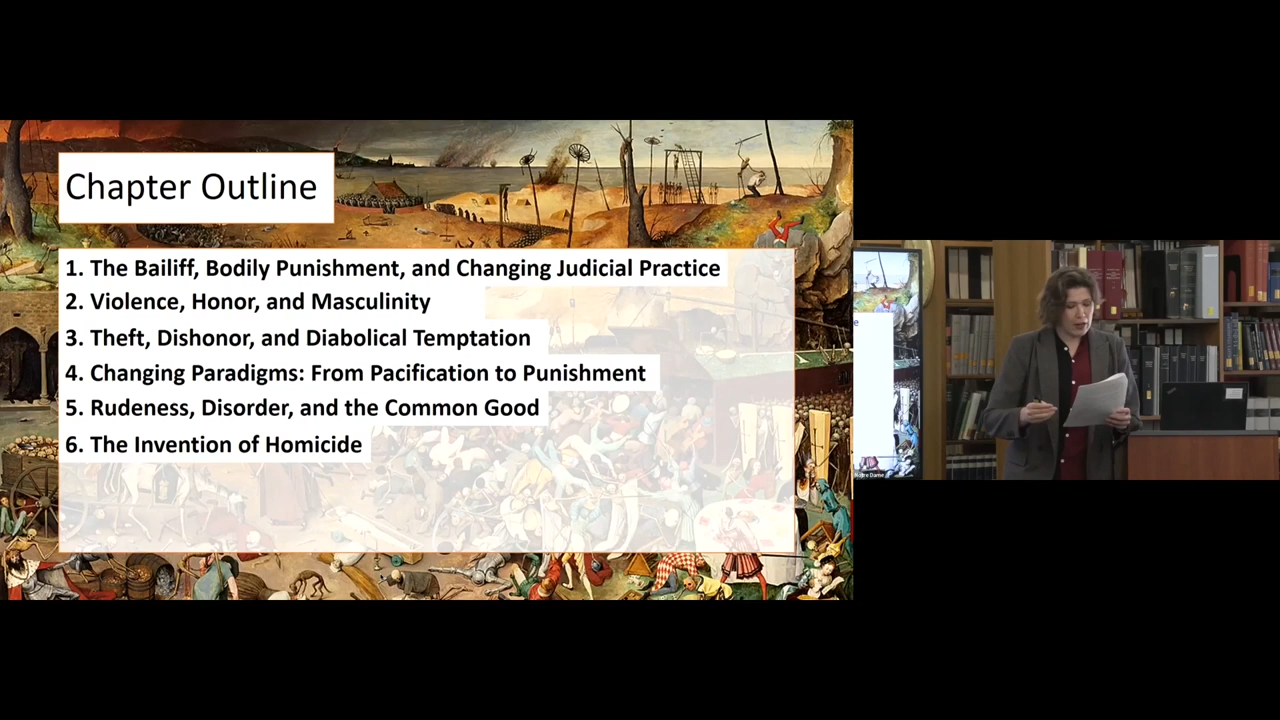 Chapter Outline
1. The Bailiff, Bodily Punishment, and Changing Judicial Practice
2. Violence, Honor, and Masculinity
3. Theft, Dishonor, and Diabolical Temptation
4. Changing Paradigms: From Pacification to Punishment
5. Rudeness, Disorder, and the Common Good
6. The Invention of Homicide
Notre Dame